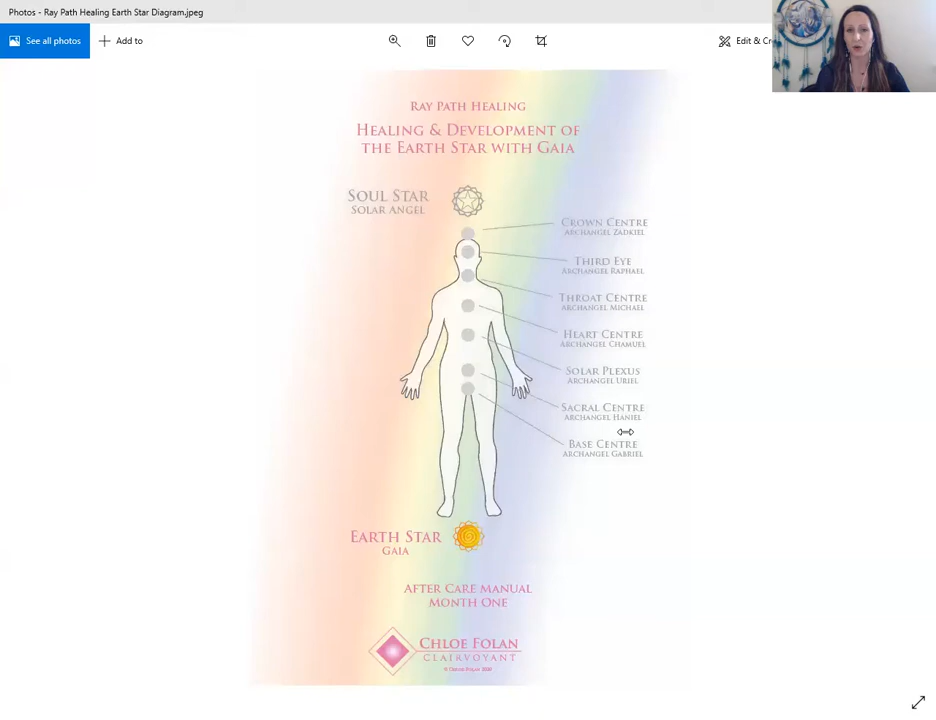 Photos - Ray Path Healing Earth Star Diagram.jpeg
See all photos
Add to
Edit & Cr
RAY PATH HEALING
HEALING & DEVELOPMENT OF
THE EARTH STAR WITH GAIA
SOUL STAR
SOLAR ANGEL
CROWN CENTRE
ARCHANGEL ZADKIEL
THIRD EYE
ARCHANGEL RAPHAEL
THROAT CENTRE
ARCHANGEL MICHAEL
HEART CENTRE
ARCHANGEL CHAMUEL
SOLAR PLEXUS
ARCHANGEL URIEL
SACRAL CENTRE
ARCHANGEL HANIEL
BASE CENTRE
ARCHANGEL GABRIEL
EARTH STAR
GAIA
AFTER CARE MANUAL
MONTH ONE
CHLOE FOLAN
CLAIRVOYANT
© CHLOE FOLAN